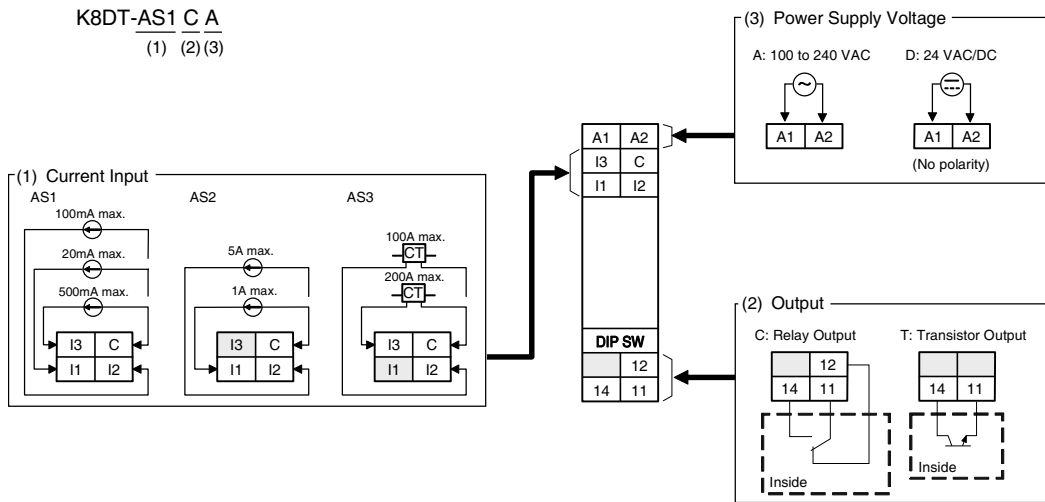 K8DT-AS1 C A
(1) (2) (3)
(3) Power Supply Voltage
A: 100 to 240 VAC
D: 24 VAC/DC
A1 A2
A1 A2
(No polarity)
A1 A2
I3 C
I1 I2
DIP SW
12
14 11
(1) Current Input
AS1
AS2
AS3
100mA max.
20mA max.
500mA max.
I3 C
I1 I2
5A max.
1A max.
I3 C
I1 I2
100A max.
CT
200A max.
CT
I3 C
I1 I2
(2) Output
C: Relay Output
T: Transistor Output
12
14 11
Inside
14 11
Inside